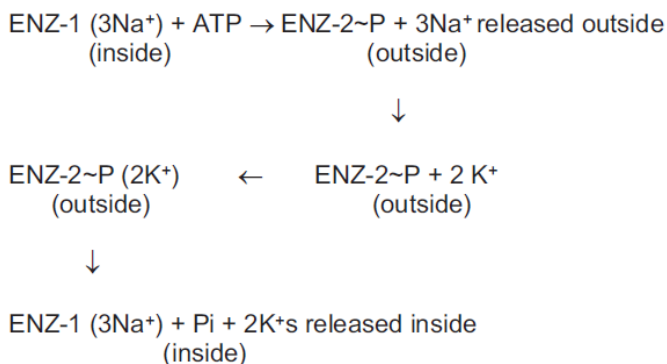 ENZ-1 (3Na⁺) + ATP → ENZ-2~P + 3Na⁺ released outside
(inside) (outside)
↓
ENZ-2~P (2K⁺) ← ENZ-2~P + 2 K⁺
(outside) (outside)
↓
ENZ-1 (3Na⁺) + Pi + 2K⁺s released inside
(inside)